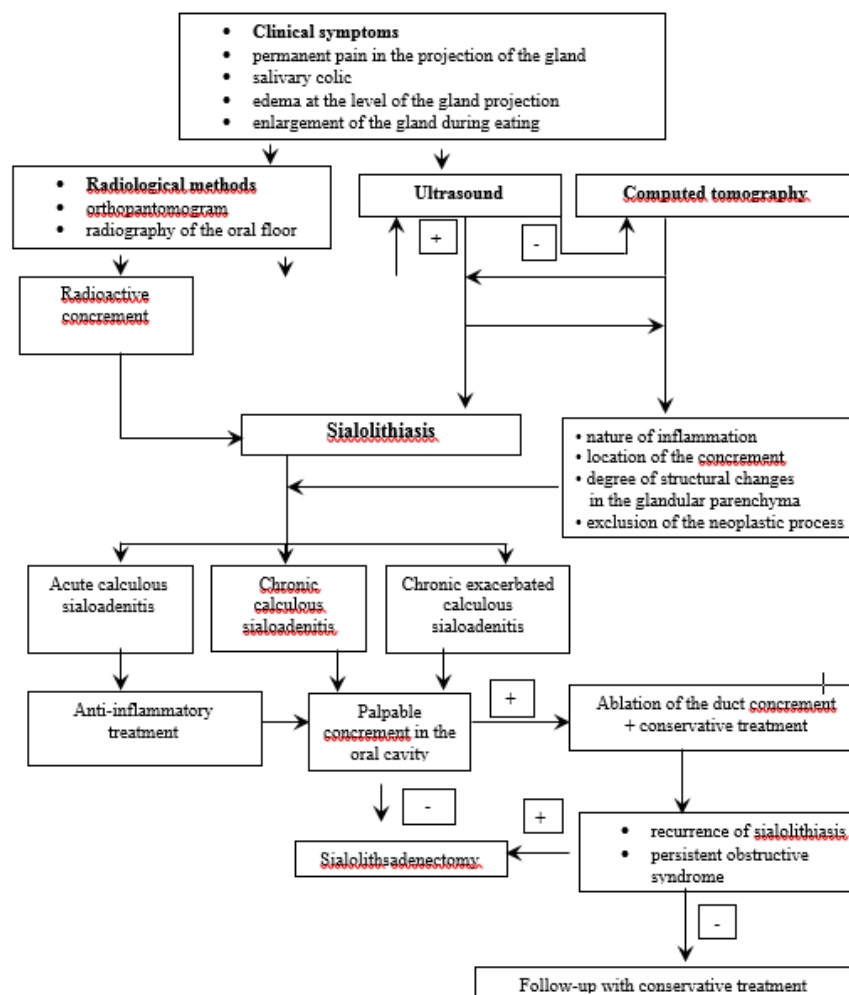 • Clinical symptoms
• permanent pain in the projection of the gland
• salivary colic
• edema at the level of the gland projection
• enlargement of the gland during eating
• Radiological methods
• orthopantomogram
• radiography of the oral floor
Ultrasound
Computed tomography
+
-
Radioactive
concrement
Sialolithiasis
• nature of inflammation
• location of the concrement
• degree of structural changes
in the glandular parenchyma
• exclusion of the neoplastic process
Acute calculous
sialoadenitis
Chronic
calculous
sialoadenitis
Chronic exacerbated
calculous
sialoadenitis
Anti-inflammatory
treatment
Palpable
concrement in the
oral cavity
+
Ablation of the duct concrement
+ conservative treatment
-
+
• recurrence of sialolithiasis
• persistent obstructive
syndrome
Sialolithsadenectomy
-
Follow-up with conservative treatment